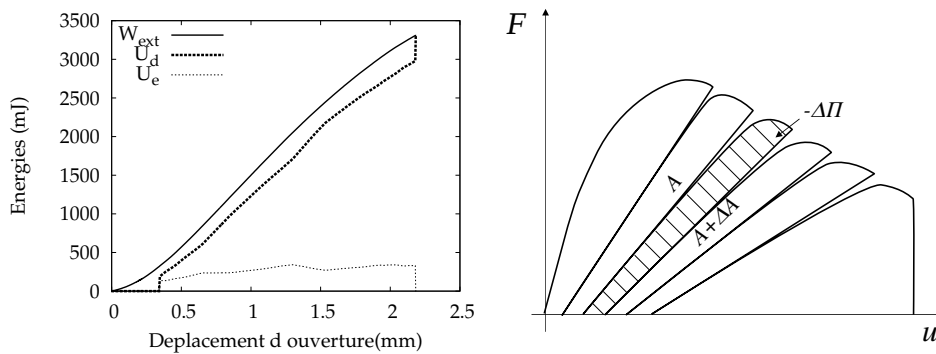 W_ext
U_d
U_e
3500
3000
2500
2000
1500
1000
500
0
Energies (mJ)
0 0.5 1 1.5 2 2.5
Deplacement d ouverture(mm)
F
-ΔΠ
A
A+ΔA
u